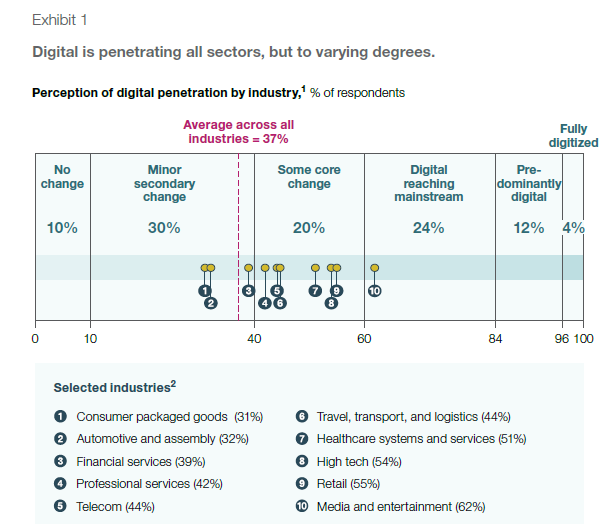 Exhibit 1
Digital is penetrating all sectors, but to varying degrees.
Perception of digital penetration by industry,¹ % of respondents
Average across all
industries = 37%
Fully
digitized
No
change
Minor
secondary
change
Some core
change
Digital
reaching
mainstream
Pre-
dominantly
digital
10%
30%
20%
24%
12%
4%
1
2
3
4
5
6
7
8
9
10
0
10
40
60
84
96
100
Selected industries²
1 Consumer packaged goods (31%)
2 Automotive and assembly (32%)
3 Financial services (39%)
4 Professional services (42%)
5 Telecom (44%)
6 Travel, transport, and logistics (44%)
7 Healthcare systems and services (51%)
8 High tech (54%)
9 Retail (55%)
10 Media and entertainment (62%)